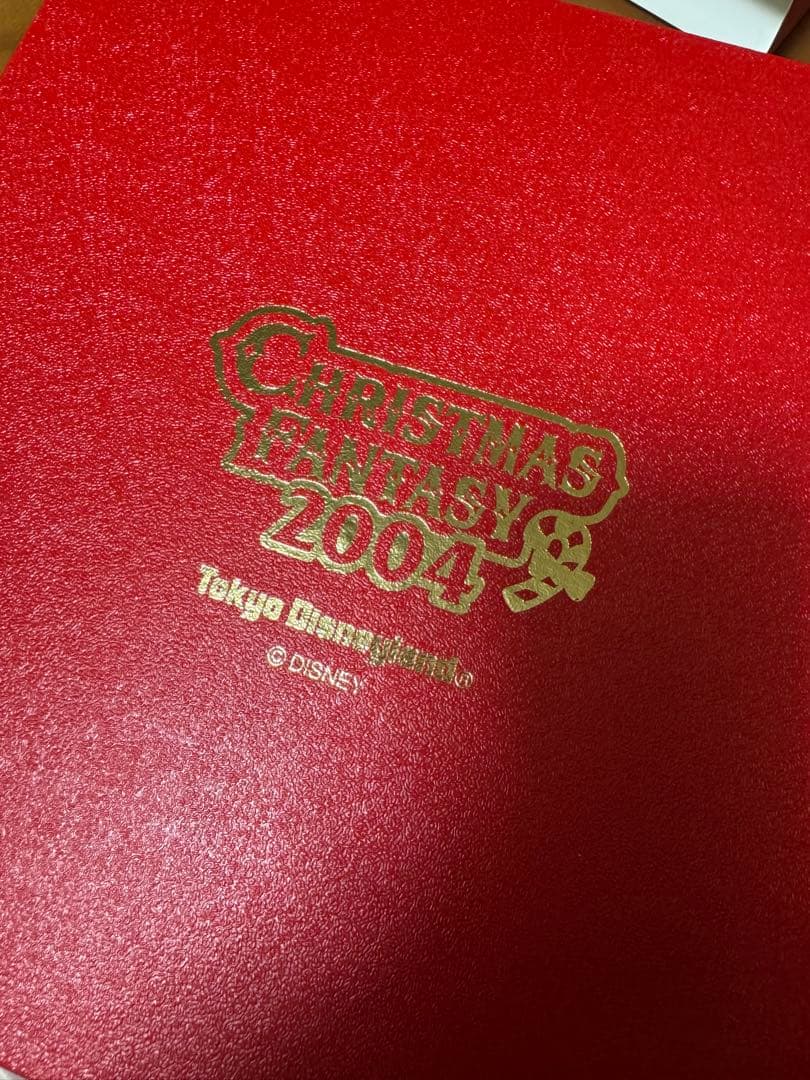 CHRISTMAS
FANTASY
2004
Tokyo Disneyland®
© DISNEY